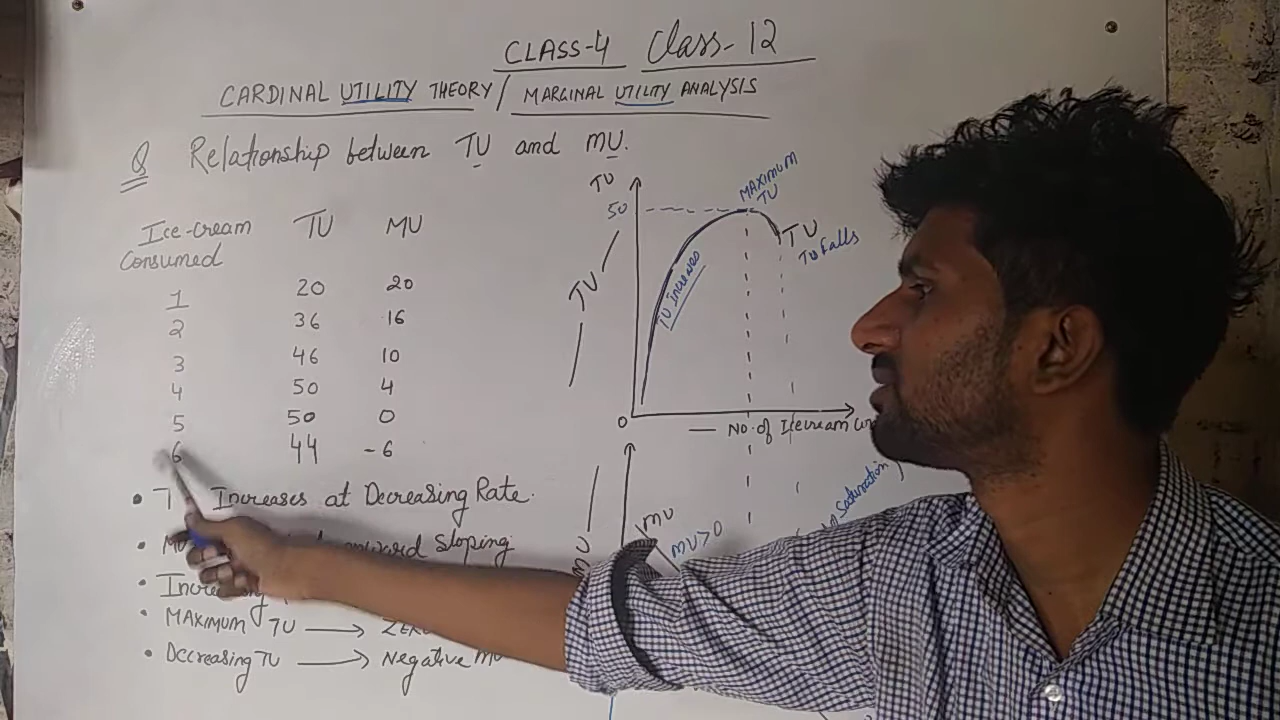 CLASS-4 Class-12
CARDINAL UTILITY THEORY / MARGINAL UTILITY ANALYSIS
Q Relationship between TU and MU.
Ice-cream Consumed TU MU
1 20 20
2 36 16
3 46 10
4 50 4
5 50 0
6 44 -6
• Increases at Decreasing Rate.
• Sloping
•
• MAXIMUM TU → ZERO
• Decreasing TU → Negative MU
TU
50
MAXIMUM TU
TU
TU Falls
TU
TU Increases
0
No. of Icecream
MU
MU>0
MU